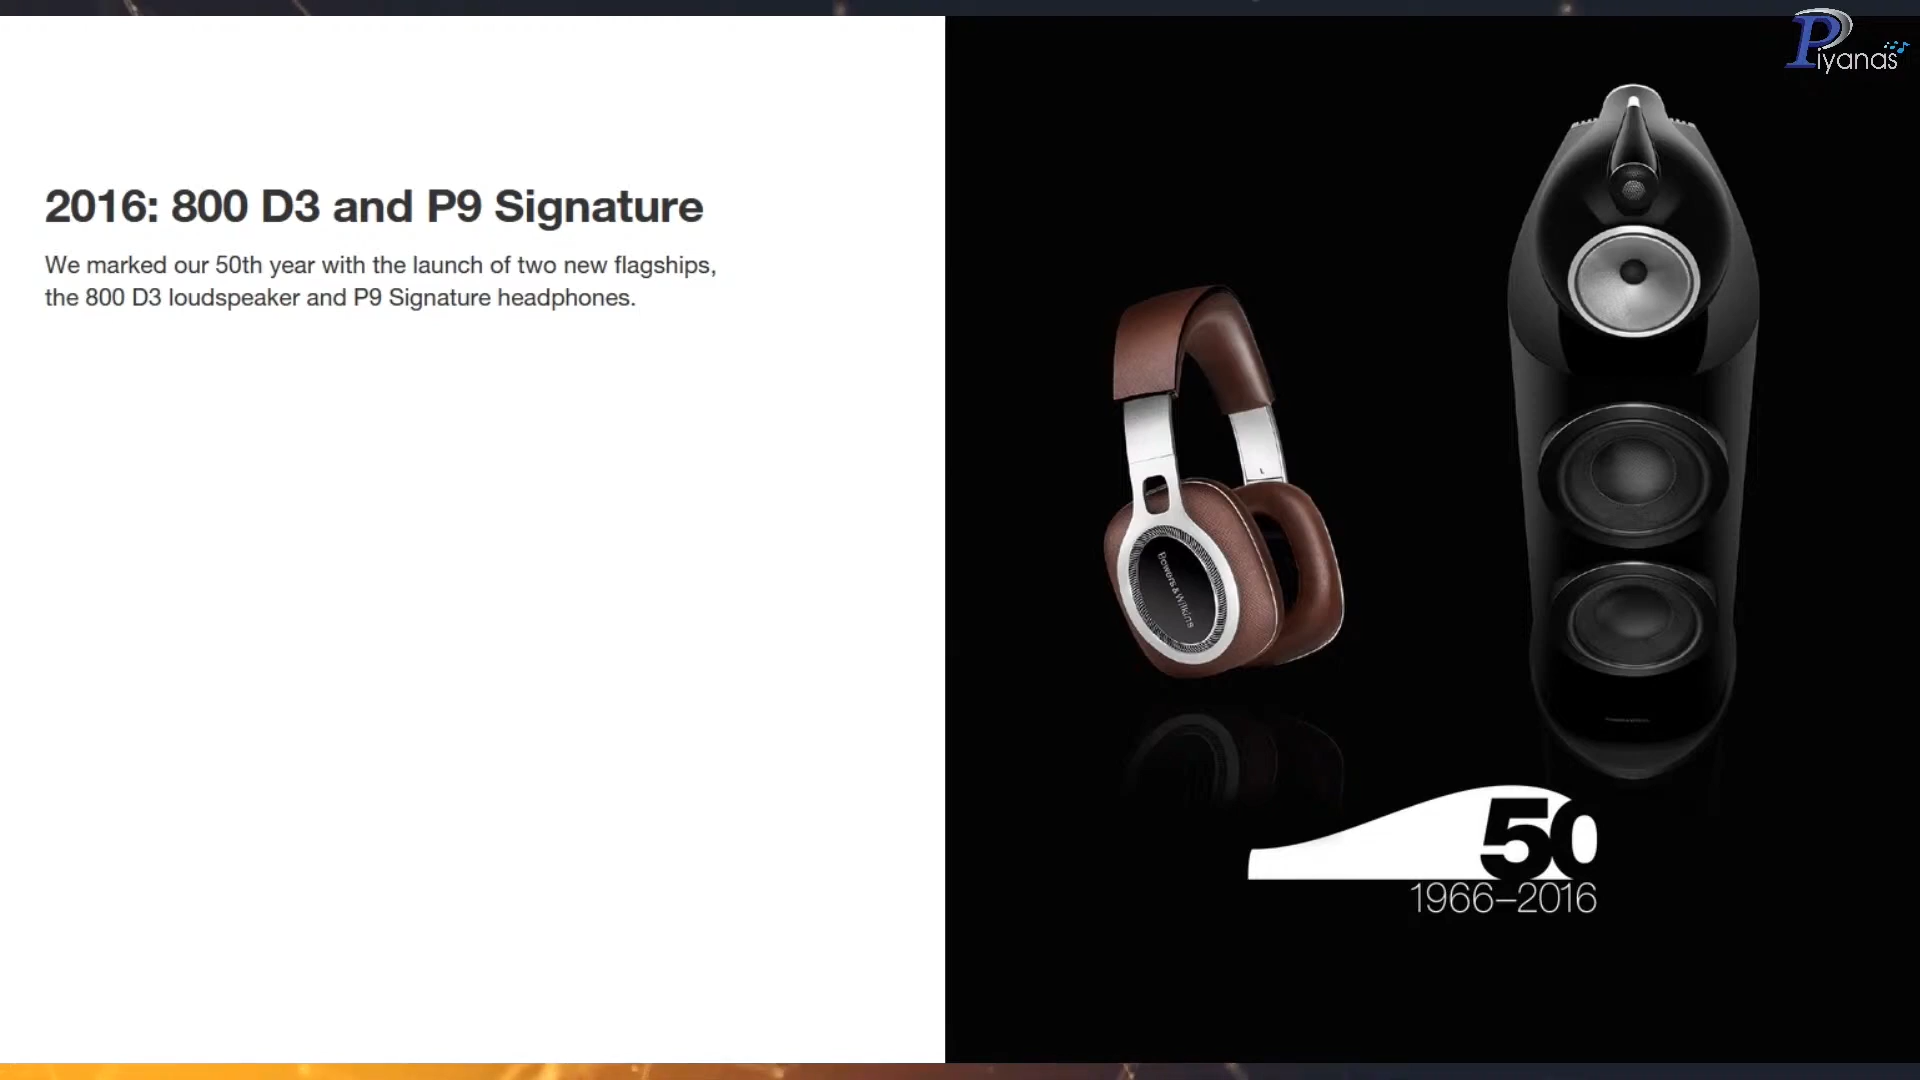 Piyanas
2016: 800 D3 and P9 Signature
We marked our 50th year with the launch of two new flagships,
the 800 D3 loudspeaker and P9 Signature headphones.
L
Bowers & Wilkins
50
1966–2016